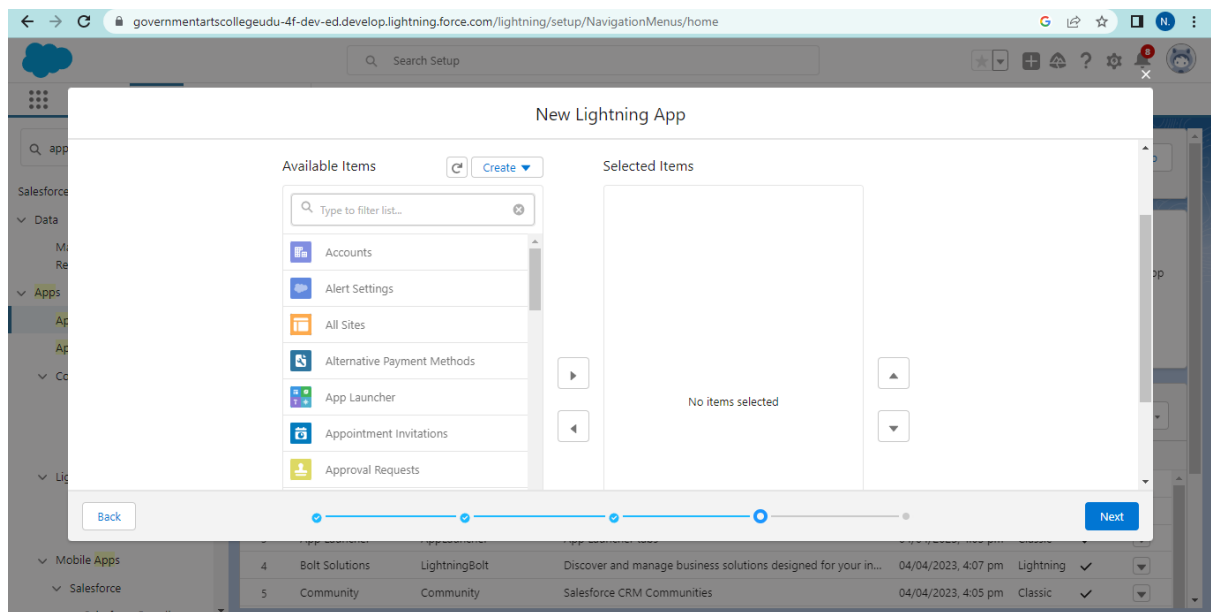 governmentartscollegeudu-4f-dev-ed.develop.lightning.force.com/lightning/setup/NavigationMenus/home
G
N.
Search Setup
8
New Lightning App
app
Salesforce
Data
Apps
Available Items
Create
Selected Items
Type to filter list...
Accounts
Alert Settings
All Sites
Alternative Payment Methods
App Launcher
No items selected
Appointment Invitations
Approval Requests
Back
Next
Mobile Apps
Salesforce
4 Bolt Solutions LightningBolt Discover and manage business solutions designed for your in... 04/04/2023, 4:07 pm Lightning
5 Community Community Salesforce CRM Communities 04/04/2023, 4:05 pm Classic